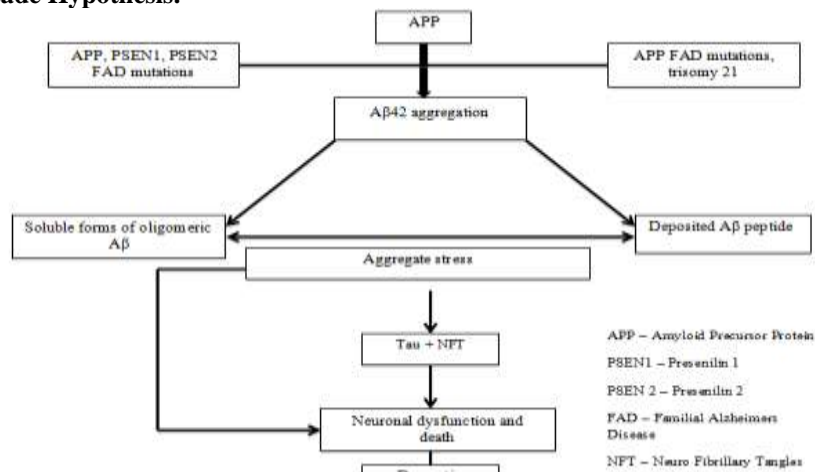 ade Hypothesis.
APP
APP, PSEN1, PSEN2
FAD mutations
APP FAD mutations,
trisomy 21
Aβ42 aggregation
Soluble forms of oligomeric
Aβ
Deposited Aβ peptide
Aggregate stress
Tau + NFT
Neuronal dysfunction and
death
APP – Amyloid Precursor Protein
PSEN1 – Presenilin 1
PSEN 2 – Presenilin 2
FAD – Familial Alzheimers
Disease
NFT – Neuro Fibrillary Tangles